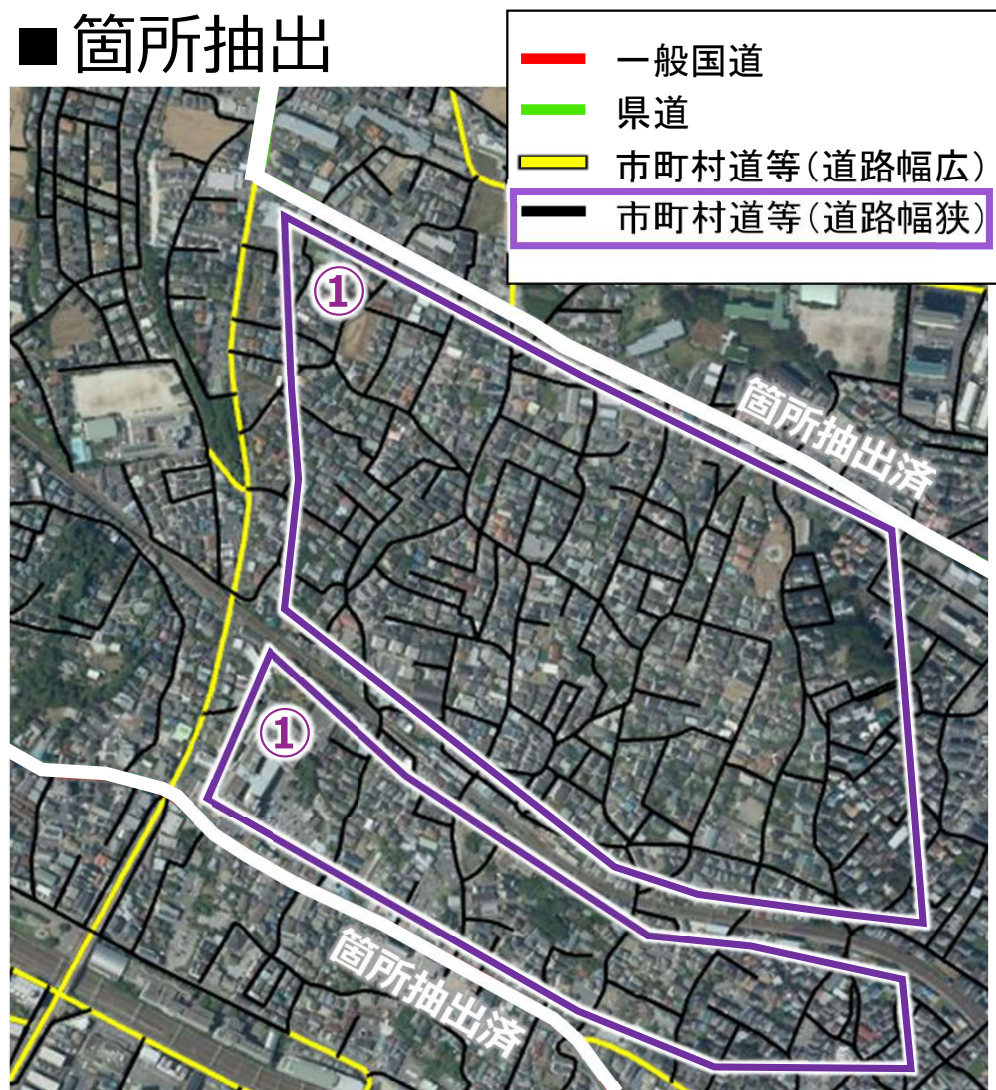 ■ 箇所抽出
一般国道
県道
市町村道等（道路幅広）
市町村道等（道路幅狭）
①
箇所抽出済
①
箇所抽出済